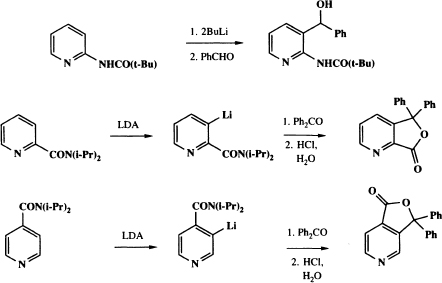 OH
1. 2BuLi
Ph
N NHCO(t-Bu)
2. PhCHO
N NHCO(t-Bu)
Li
Ph Ph
LDA
1. Ph₂CO
O
N CON(i-Pr)₂
N CON(i-Pr)₂
2. HCl,
H₂O
N
O
CON(i-Pr)₂
CON(i-Pr)₂
O
O
Li
Ph
Ph
LDA
1. Ph₂CO
N
N
2. HCl,
H₂O
N